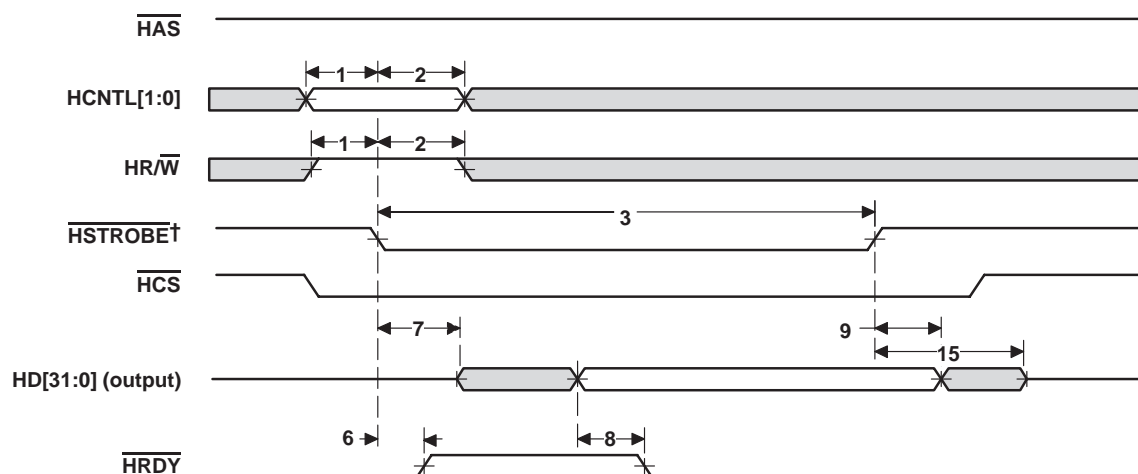 HAS
1 2
HCNTL[1:0]
1 2
HR/W
3
HSTROBE†
HCS
7 9
15
HD[31:0] (output)
6 8
HRDY